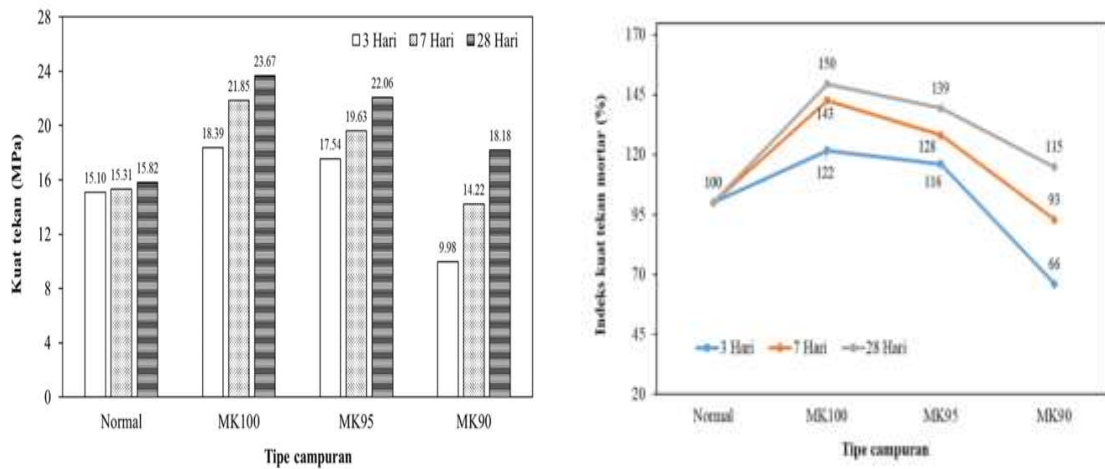 28
24
20
16
12
8
4
0
Kuat tekan (MPa)
3 Hari 7 Hari 28 Hari
15.10 15.31 15.82
18.39 21.85 23.67
17.54 19.63 22.06
9.98 14.22 18.18
Normal MK100 MK95 MK90
Tipe campuran
170
145
120
95
70
45
20
Indeks kuat tekan mortar (%)
150
139
143
128
115
100
122
116
93
66
3 Hari 7 Hari 28 Hari
Normal MK100 MK95 MK90
Tipe campuran